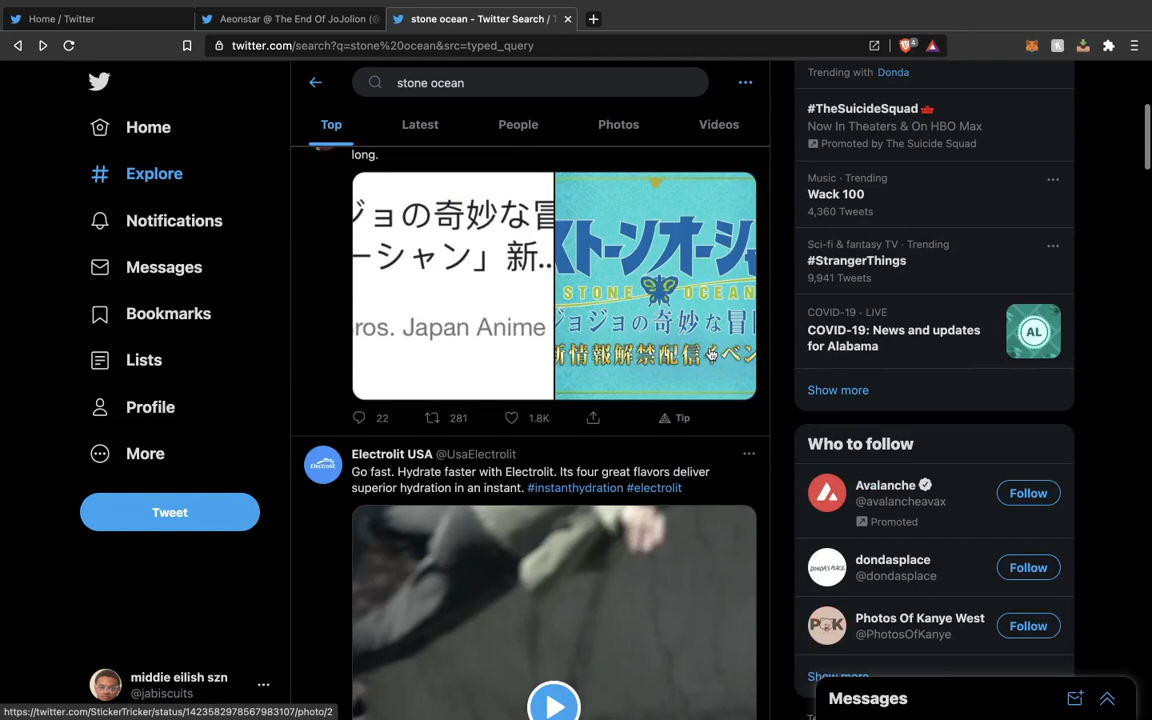 Home / Twitter
Aeonstar @ The End Of JoJolion (@
stone ocean - Twitter Search / T
twitter.com/search?q=stone%20ocean&src=typed_query
4
stone ocean
Top
Latest
People
Photos
Videos
Home
Explore
Notifications
Messages
Bookmarks
Lists
Profile
More
Tweet
middie eilish szn
@jabiscuits
long.
ジョの奇妙な冒
ーシャン」新...
ros. Japan Anime
ストーンオーシャ
STONE OCEAN
ジョジョの奇妙な冒
新情報解禁配信イベン
22
281
1.8K
Tip
Electrolit USA @UsaElectrolit
Go fast. Hydrate faster with Electrolit. Its four great flavors deliver
superior hydration in an instant. #instanthydration #electrolit
Electrolit
Trending with Donda
#TheSuicideSquad
Now In Theaters & On HBO Max
Promoted by The Suicide Squad
Music · Trending
Wack 100
4,360 Tweets
Sci-fi & fantasy TV · Trending
#StrangerThings
9,941 Tweets
COVID-19 · LIVE
COVID-19: News and updates
for Alabama
AL
Show more
Who to follow
Avalanche
@avalancheavax
Promoted
Follow
DONDA'S PLACE
dondasplace
@dondasplace
Follow
POK
Photos Of Kanye West
@PhotosOfKanye
Follow
Show more
Messages
https://twitter.com/StickerTricker/status/1423582978567983107/photo/2